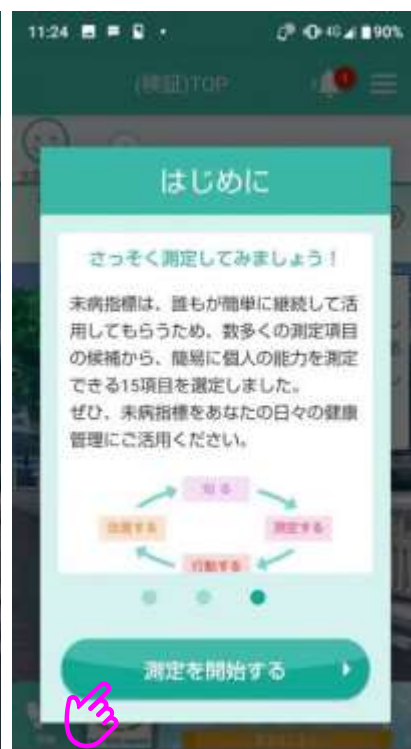 11:24
4G 90%
(検証)TOP
はじめに
さっそく測定してみましょう！
未病指標は、誰もが簡単に継続して活
用してもらうため、数多くの測定項目
の候補から、簡易に個人の能力を測定
できる15項目を選定しました。
ぜひ、未病指標をあなたの日々の健康
管理にご活用ください。
知る
改善する
測定する
行動する
測定を開始する